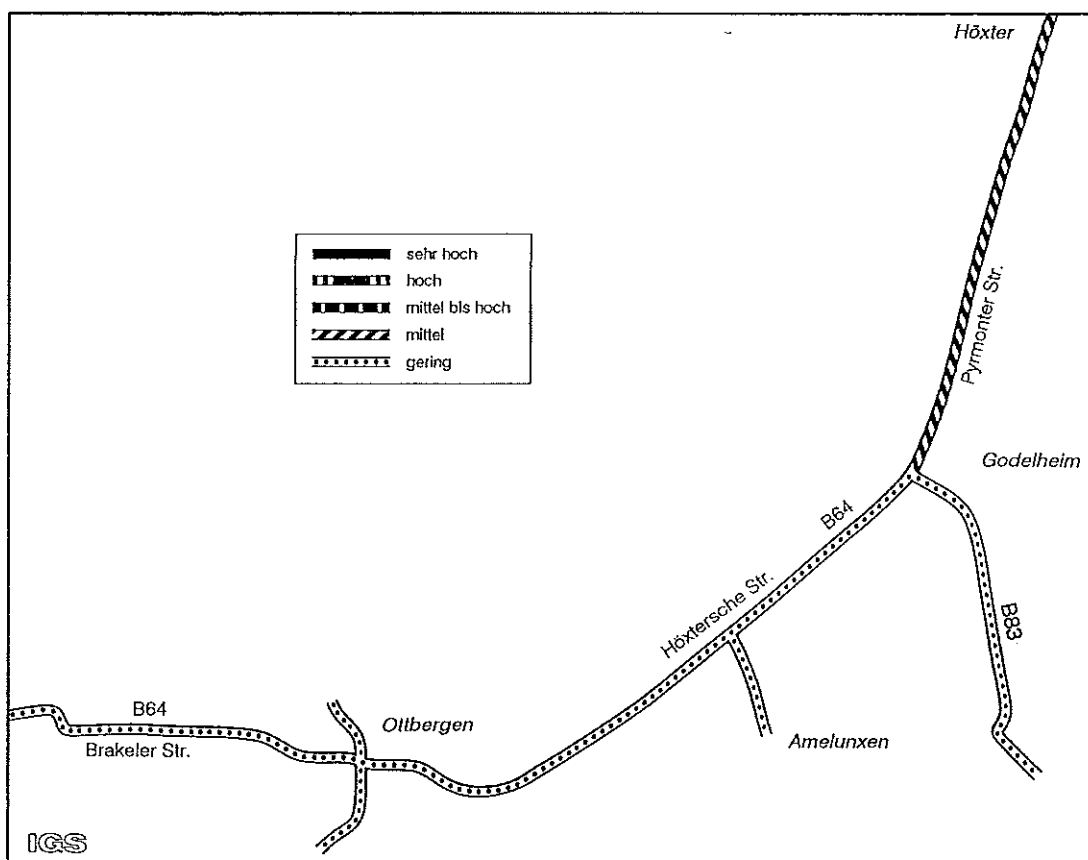 Höxter
sehr hoch
hoch
mittel bis hoch
mittel
gering
Pyrmonter Str.
Godelheim
B64
Höxtersche Str.
B83
B64
Brakeler Str.
Ottbergen
Amelunxen
IGS